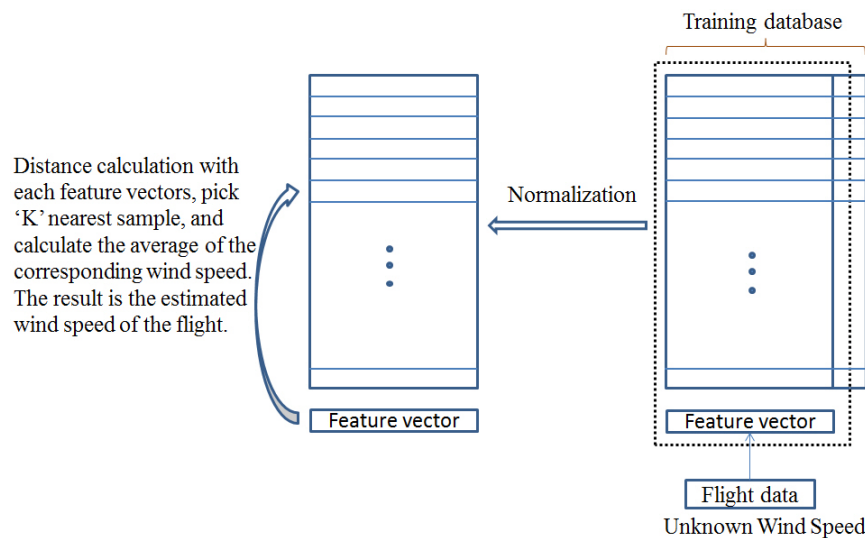 Training database
Distance calculation with
each feature vectors, pick
‘K’ nearest sample, and
calculate the average of the
corresponding wind speed.
The result is the estimated
wind speed of the flight.
Normalization
Feature vector
Feature vector
Flight data
Unknown Wind Speed